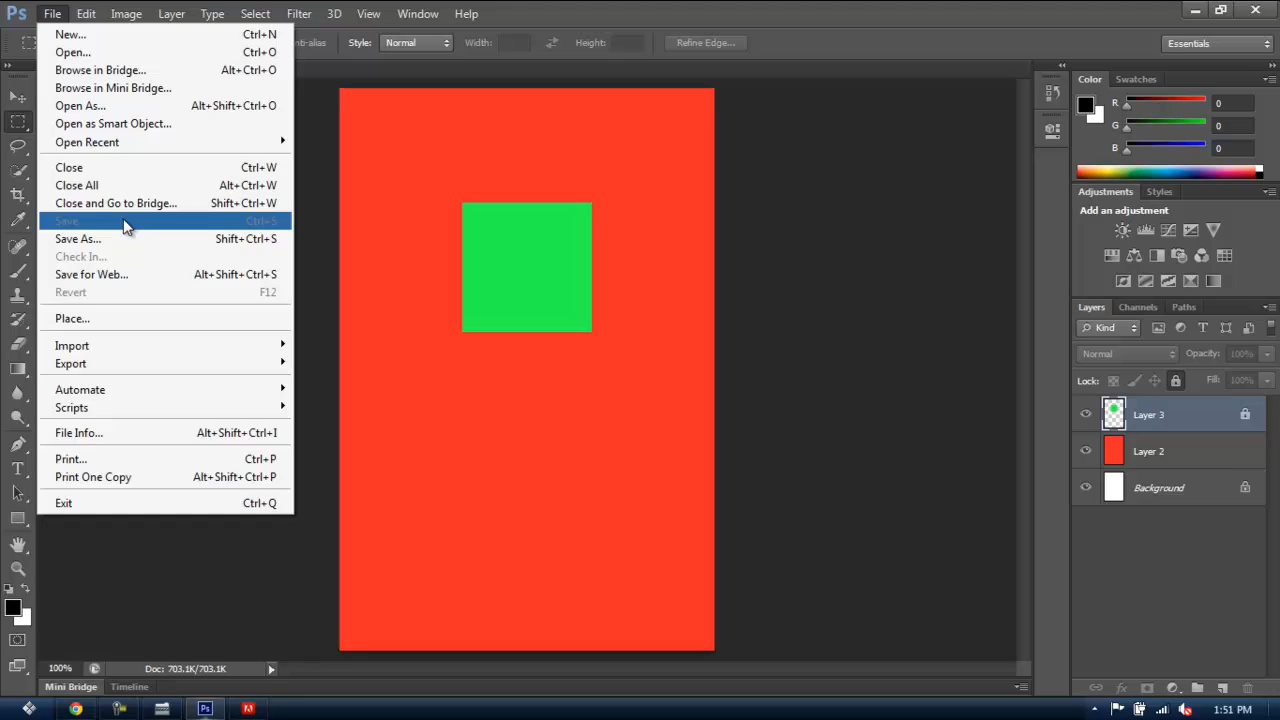 Ps File Edit Image Layer Type Select Filter 3D View Window Help
nti-alias Style: Normal Width: Height: Refine Edge... Essentials
New... Ctrl+N
Open... Ctrl+O
Browse in Bridge... Alt+Ctrl+O
Browse in Mini Bridge...
Open As... Alt+Shift+Ctrl+O
Open as Smart Object...
Open Recent
Close Ctrl+W
Close All Alt+Ctrl+W
Close and Go to Bridge... Shift+Ctrl+W
Save Ctrl+S
Save As... Shift+Ctrl+S
Check In...
Save for Web... Alt+Shift+Ctrl+S
Revert F12
Place...
Import
Export
Automate
Scripts
File Info... Alt+Shift+Ctrl+I
Print... Ctrl+P
Print One Copy Alt+Shift+Ctrl+P
Exit Ctrl+Q
Color Swatches
R 0
G 0
B 0
Adjustments Styles
Add an adjustment
Layers Channels Paths
Kind
Normal Opacity: 100%
Lock: Fill: 100%
Layer 3
Layer 2
Background
100% Doc: 703.1K/703.1K
Mini Bridge Timeline
Ps 1:51 PM